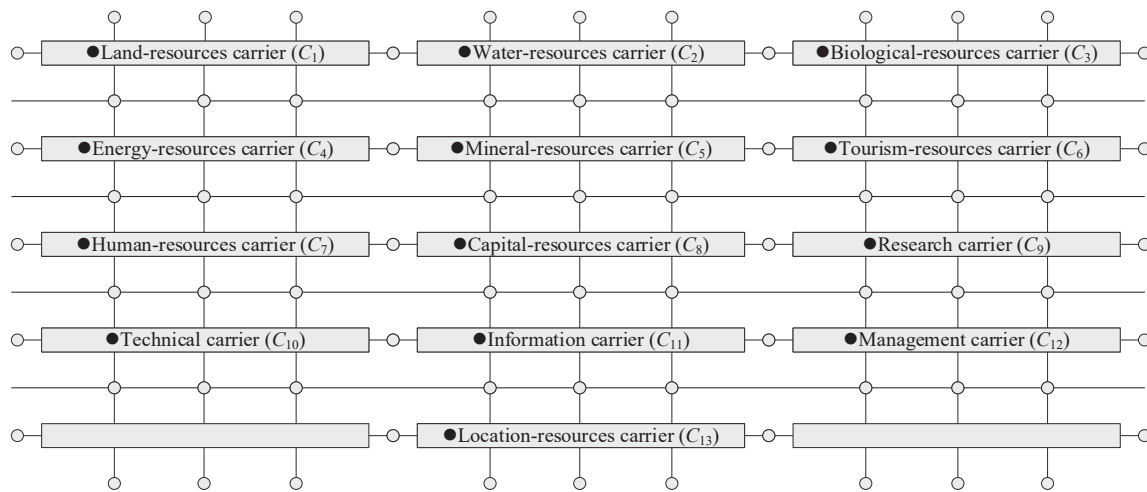 ●Land-resources carrier (C₁)
●Water-resources carrier (C₂)
●Biological-resources carrier (C₃)
●Energy-resources carrier (C₄)
●Mineral-resources carrier (C₅)
●Tourism-resources carrier (C₆)
●Human-resources carrier (C₇)
●Capital-resources carrier (C₈)
●Research carrier (C₉)
●Technical carrier (C₁₀)
●Information carrier (C₁₁)
●Management carrier (C₁₂)
●Location-resources carrier (C₁₃)